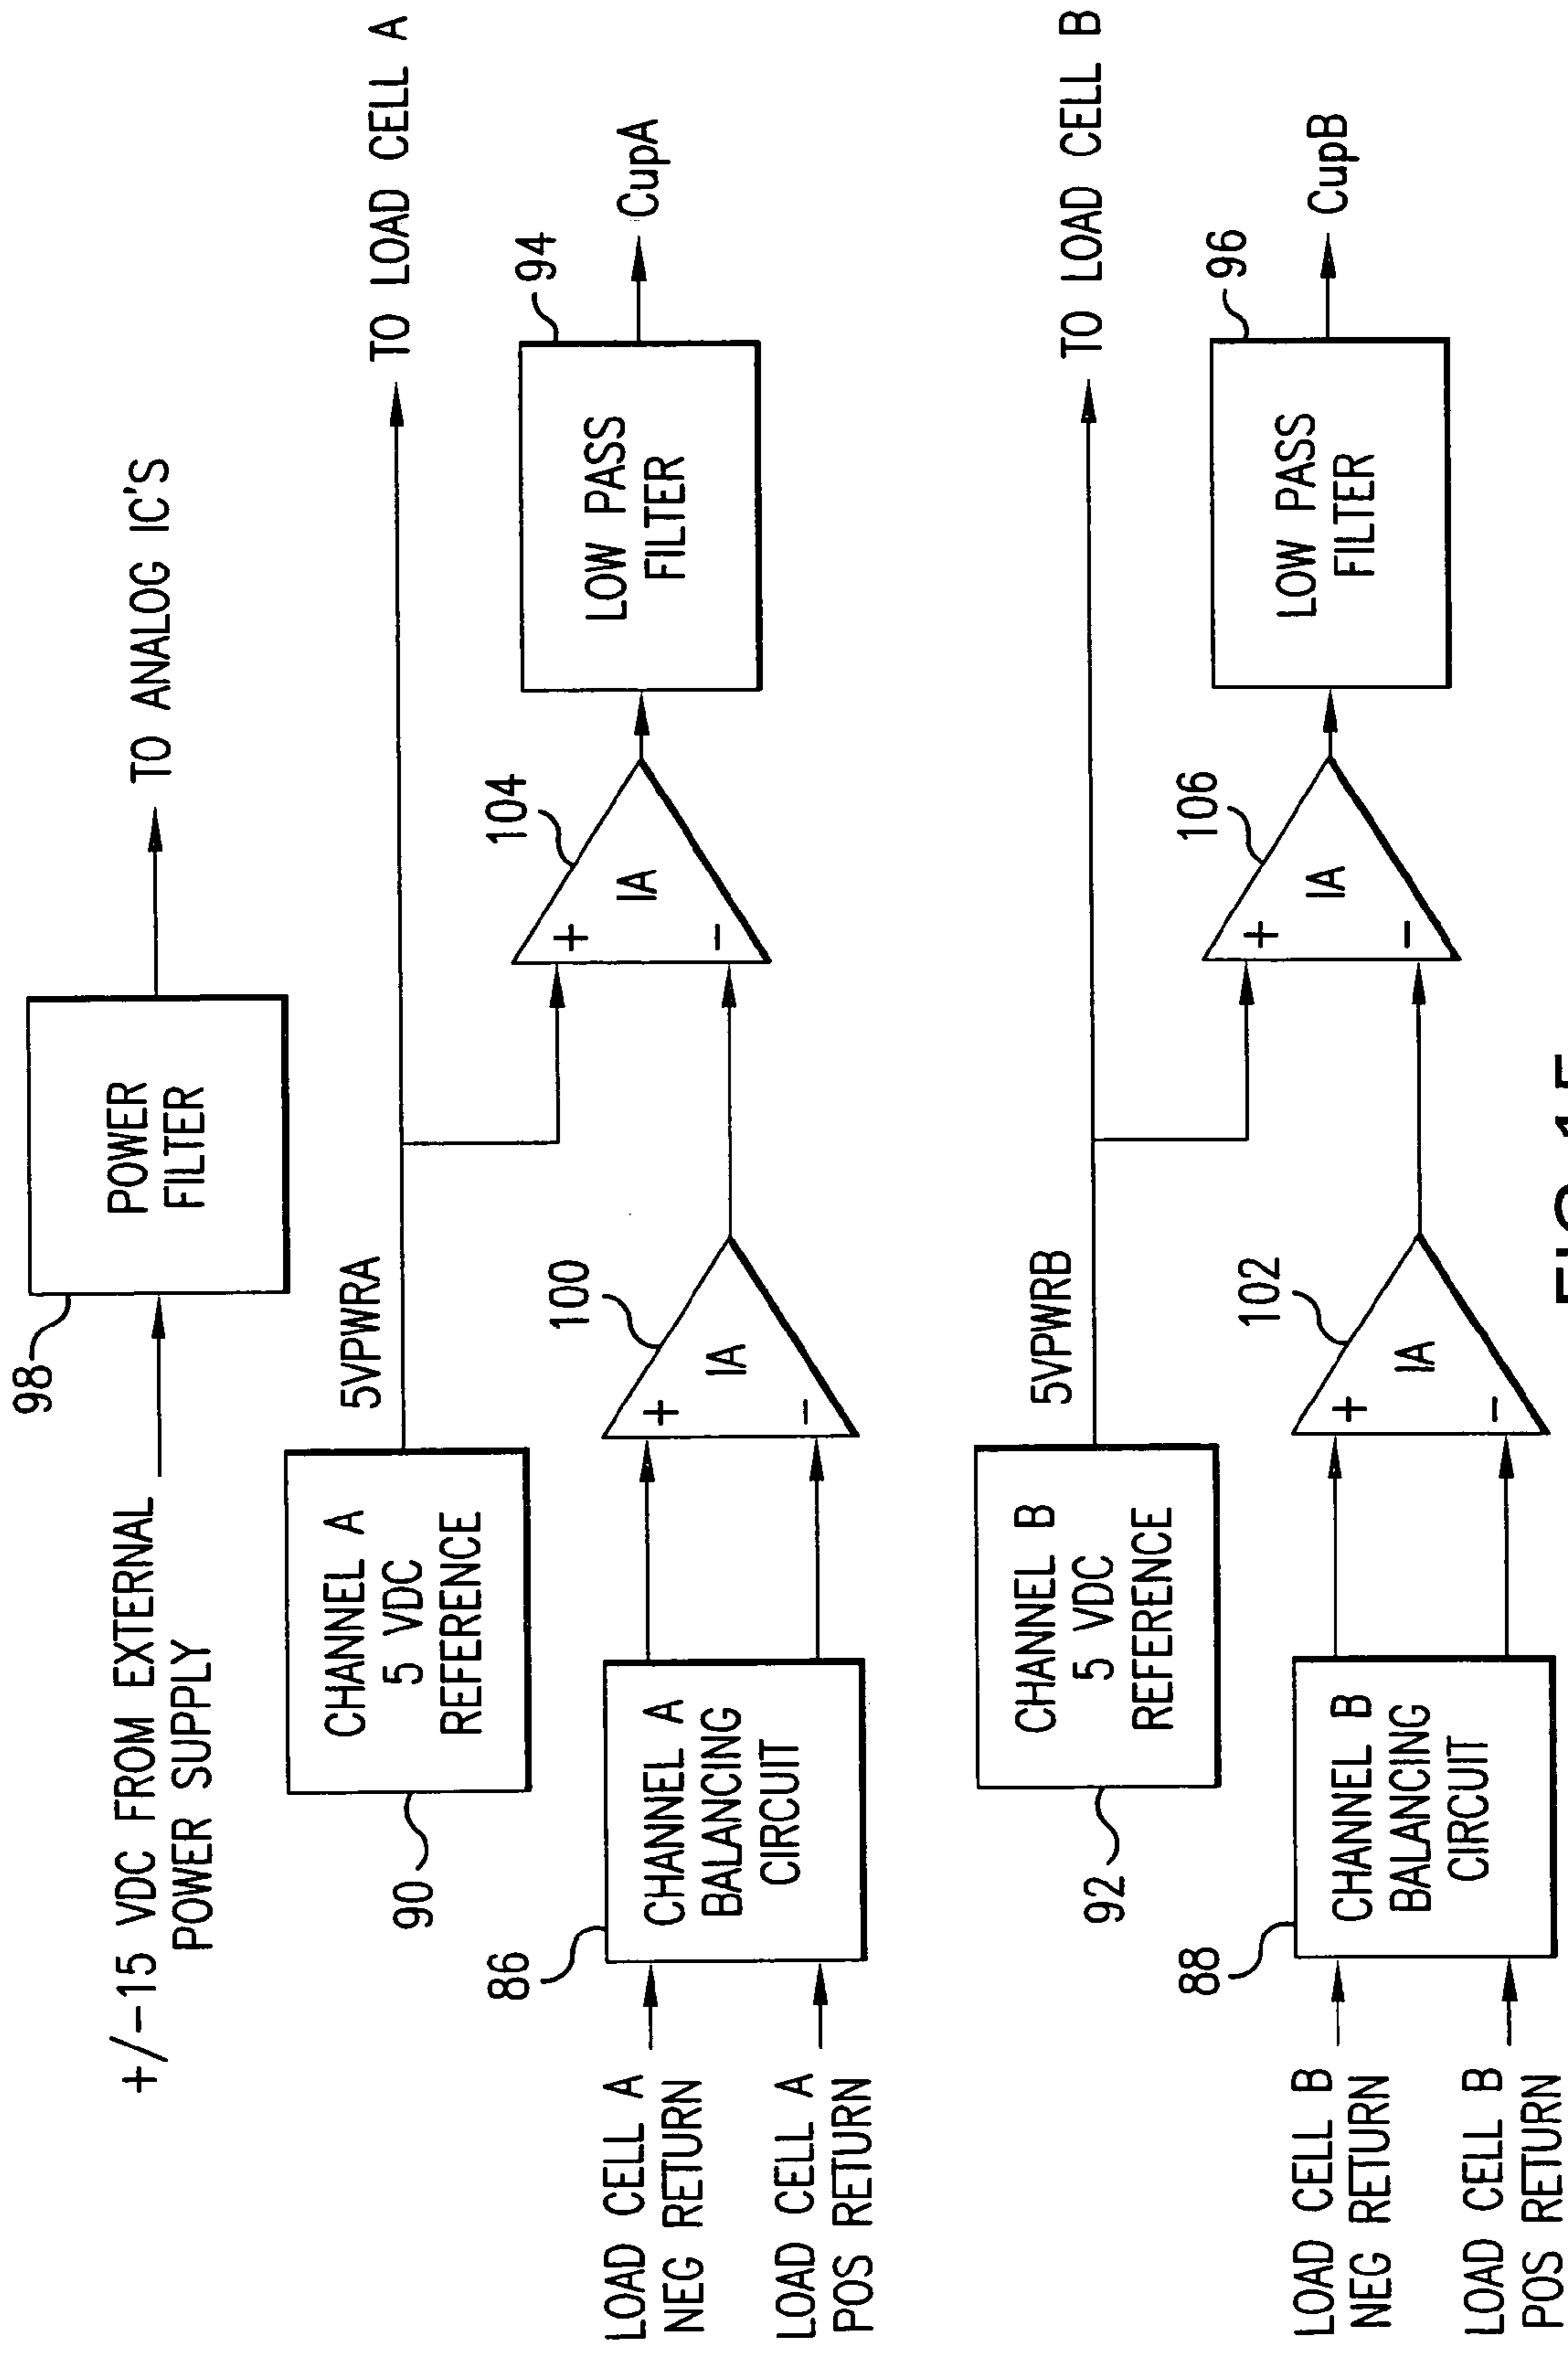 98
POWER
FILTER
+/-15 VDC FROM EXTERNAL
POWER SUPPLY
TO ANALOG IC'S
CHANNEL A
5 VDC
REFERENCE
90
5VPWRA
TO LOAD CELL A
LOAD CELL A
NEG RETURN
LOAD CELL A
POS RETURN
86
CHANNEL A
BALANCING
CIRCUIT
100
+
IA
-
104
+
IA
-
94
LOW PASS
FILTER
CupA
CHANNEL B
5 VDC
REFERENCE
92
5VPWRB
TO LOAD CELL B
LOAD CELL B
NEG RETURN
LOAD CELL B
POS RETURN
88
CHANNEL B
BALANCING
CIRCUIT
102
+
IA
-
106
+
IA
-
96
LOW PASS
FILTER
CupB